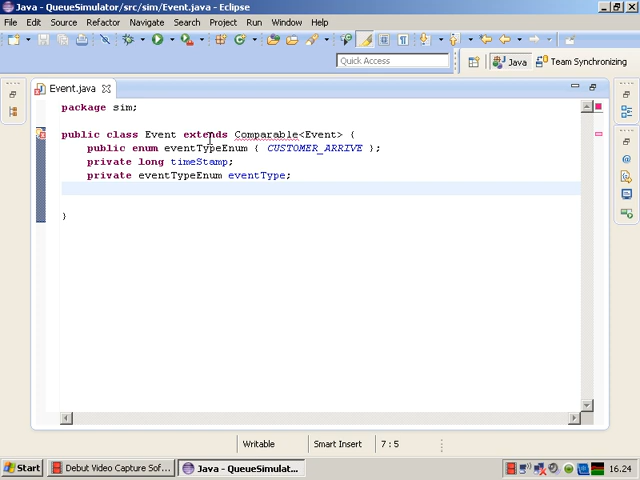 Java - QueueSimulator/src/sim/Event.java - Eclipse
File Edit Source Refactor Navigate Search Project Run Window Help
Quick Access
Java
Team Synchronizing
Event.java
package sim;
public class Event extends Comparable<Event> {
public enum eventTypeEnum { CUSTOMER_ARRIVE };
private long timeStamp;
private eventTypeEnum eventType;
}
Writable
Smart Insert
7 : 5
Start
Debut Video Capture Sof...
Java - QueueSimulat...
16.24